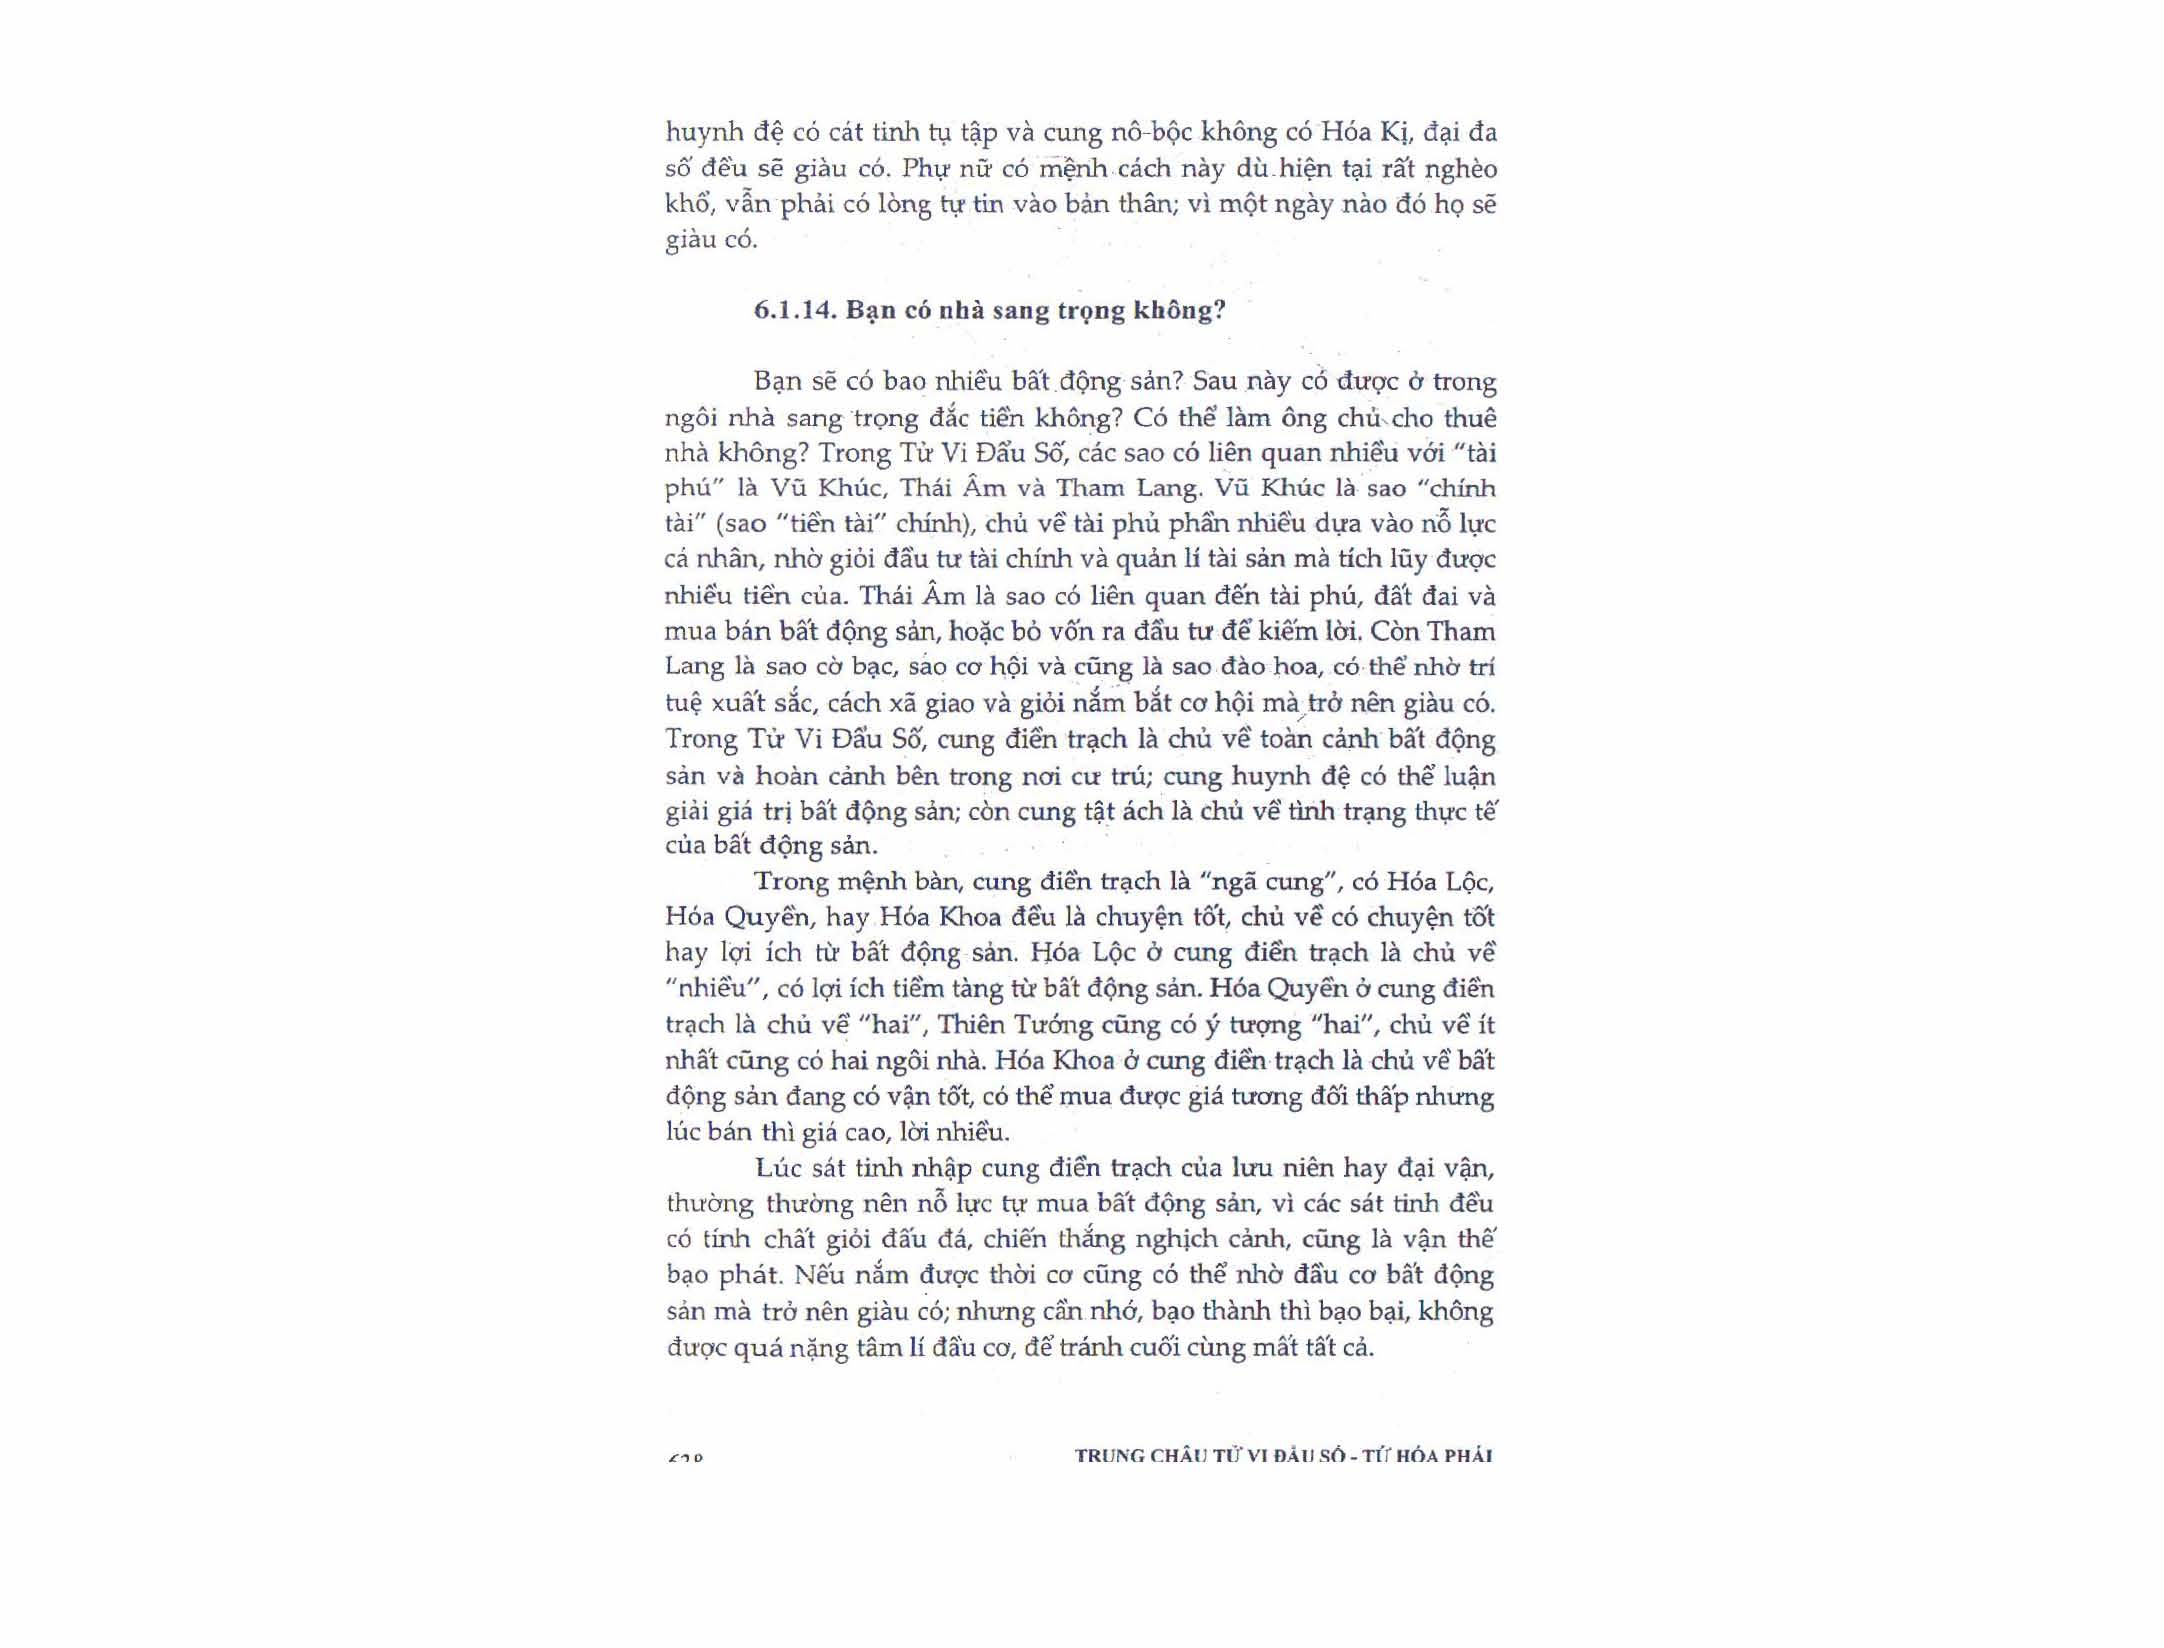 huynh đệ có cát tinh tụ tập và cung nô-bộc không có Hóa Kị, đại đa
số đều sẽ giàu có. Phụ nữ có mệnh cách này dù hiện tại rất nghèo
khổ, vẫn phải có lòng tự tin vào bản thân; vì một ngày nào đó họ sẽ
giàu có.
6.1.14. Bạn có nhà sang trọng không?
Bạn sẽ có bao nhiêu bất động sản? Sau này có được ở trong
ngôi nhà sang trọng đắc tiền không? Có thể làm ông chủ cho thuê
nhà không? Trong Tử Vi Đẩu Số, các sao có liên quan nhiều với "tài
phú" là Vũ Khúc, Thái Âm và Tham Lang. Vũ Khúc là sao "chính
tài" (sao "tiền tài" chính), chủ về tài phủ phần nhiều dựa vào nỗ lực
cá nhân, nhờ giỏi đầu tư tài chính và quản lí tài sản mà tích lũy được
nhiều tiền của. Thái Âm là sao có liên quan đến tài phú, đất đai và
mua bán bất động sản, hoặc bỏ vốn ra đầu tư để kiếm lời. Còn Tham
Lang là sao cờ bạc, sao cơ hội và cũng là sao đào hoa, có thể nhờ trí
tuệ xuất sắc, cách xã giao và giỏi nắm bắt cơ hội mà trở nên giàu có.
Trong Tử Vi Đẩu Số, cung điền trạch là chủ về toàn cảnh bất động
sản và hoàn cảnh bên trong nơi cư trú; cung huynh đệ có thể luận
giải giá trị bất động sản; còn cung tật ách là chủ về tình trạng thực tế
của bất động sản.
Trong mệnh bàn, cung điền trạch là "ngã cung", có Hóa Lộc,
Hóa Quyền, hay Hóa Khoa đều là chuyện tốt, chủ về có chuyện tốt
hay lợi ích từ bất động sản. Hóa Lộc ở cung điền trạch là chủ về
"nhiều", có lợi ích tiềm tàng từ bất động sản. Hóa Quyền ở cung điền
trạch là chủ về "hai", Thiên Tướng cũng có ý tượng "hai", chủ về ít
nhất cũng có hai ngôi nhà. Hóa Khoa ở cung điền trạch là chủ về bất
động sản đang có vận tốt, có thể mua được giá tương đối thấp nhưng
lúc bán thì giá cao, lời nhiều.
Lúc sát tinh nhập cung điền trạch của lưu niên hay đại vận,
thường thường nên nỗ lực tự mua bất động sản, vì các sát tinh đều
có tính chất giỏi đấu đá, chiến thắng nghịch cảnh, cũng là vận thế
bạo phát. Nếu nắm được thời cơ cũng có thể nhờ đầu cơ bất động
sản mà trở nên giàu có; nhưng cần nhớ, bạo thành thì bạo bại, không
được quá nặng tâm lí đầu cơ, để tránh cuối cùng mất tất cả.
TRUNG CHÂU TỬ VI ĐẨU SỐ - TỨ HÓA PHÁI